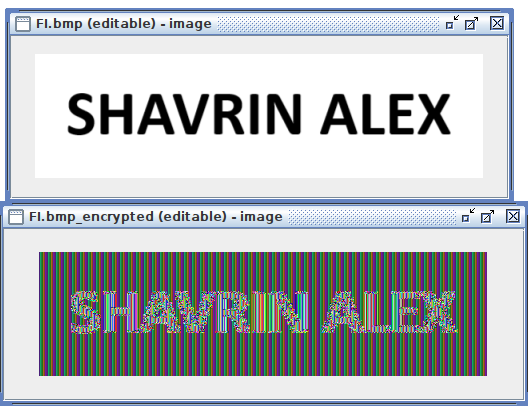 FI.bmp (editable) - image
SHAVRIN ALEX
FI.bmp_encrypted (editable) - image
SHAVRIN ALEX